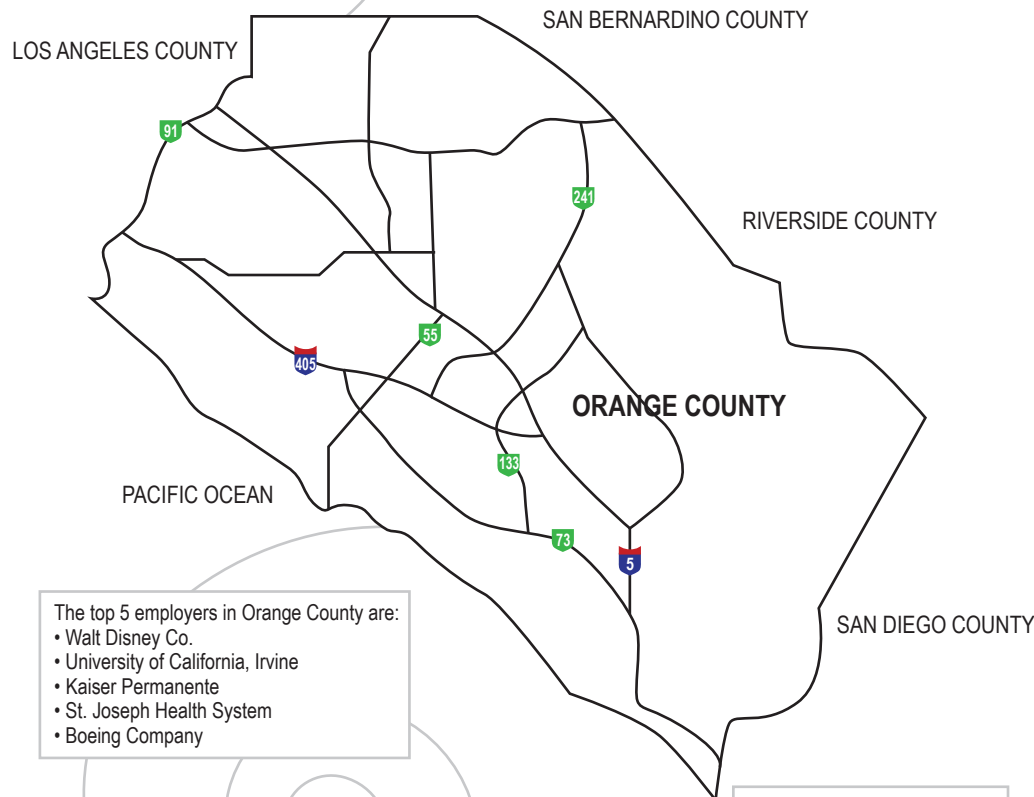 SAN BERNARDINO COUNTY
LOS ANGELES COUNTY
91
241
RIVERSIDE COUNTY
55
405
ORANGE COUNTY
133
PACIFIC OCEAN
73
5
The top 5 employers in Orange County are:
• Walt Disney Co.
• University of California, Irvine
• Kaiser Permanente
• St. Joseph Health System
• Boeing Company
SAN DIEGO COUNTY